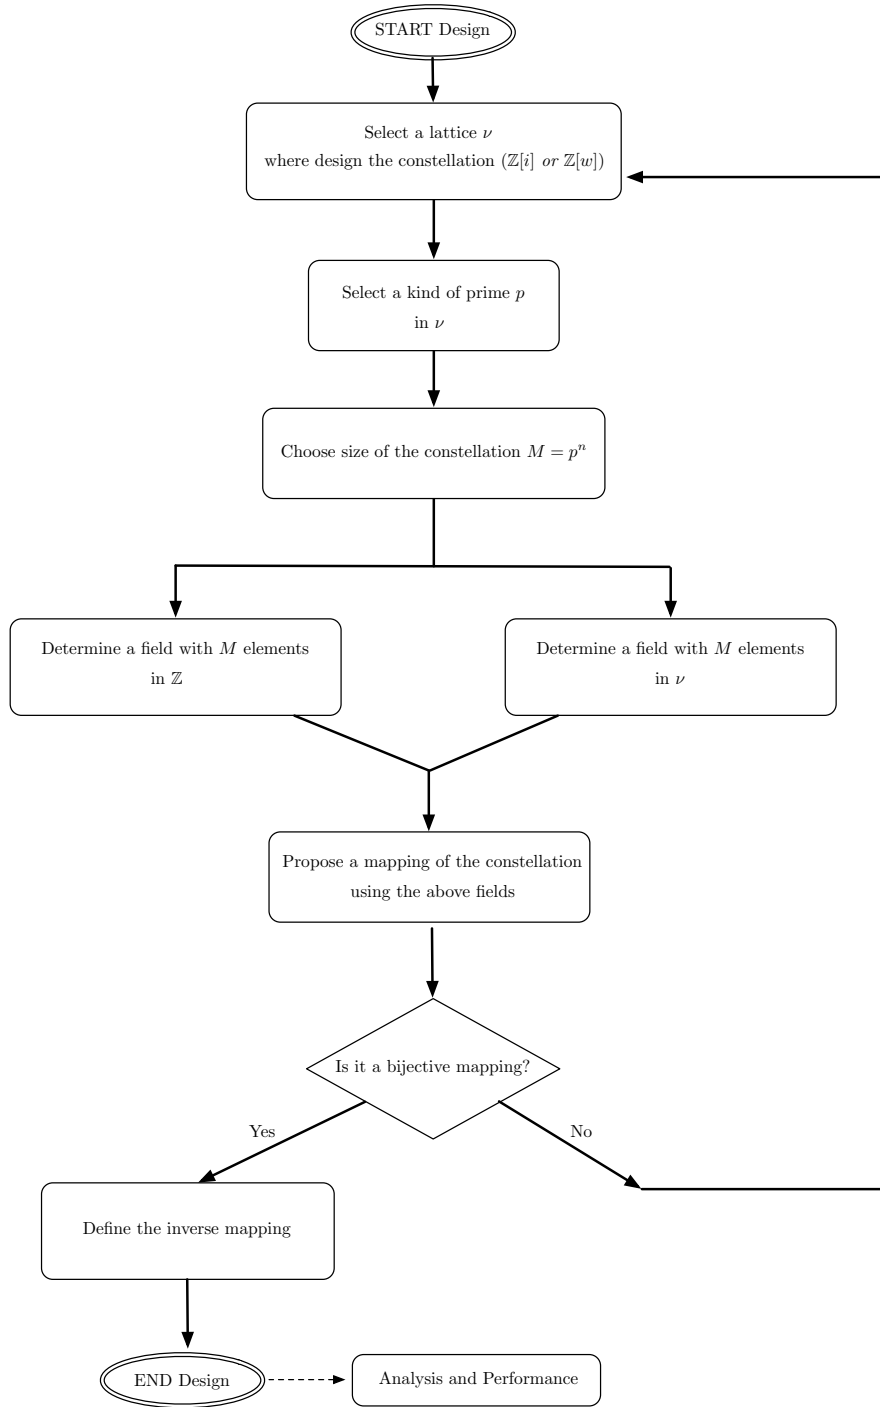 START Design
Select a lattice ν
where design the constellation (ℤ[i] or ℤ[w])
Select a kind of prime p
in ν
Choose size of the constellation M = pⁿ
Determine a field with M elements
in ℤ
Determine a field with M elements
in ν
Propose a mapping of the constellation
using the above fields
Is it a bijective mapping?
Yes
No
Define the inverse mapping
END Design
Analysis and Performance